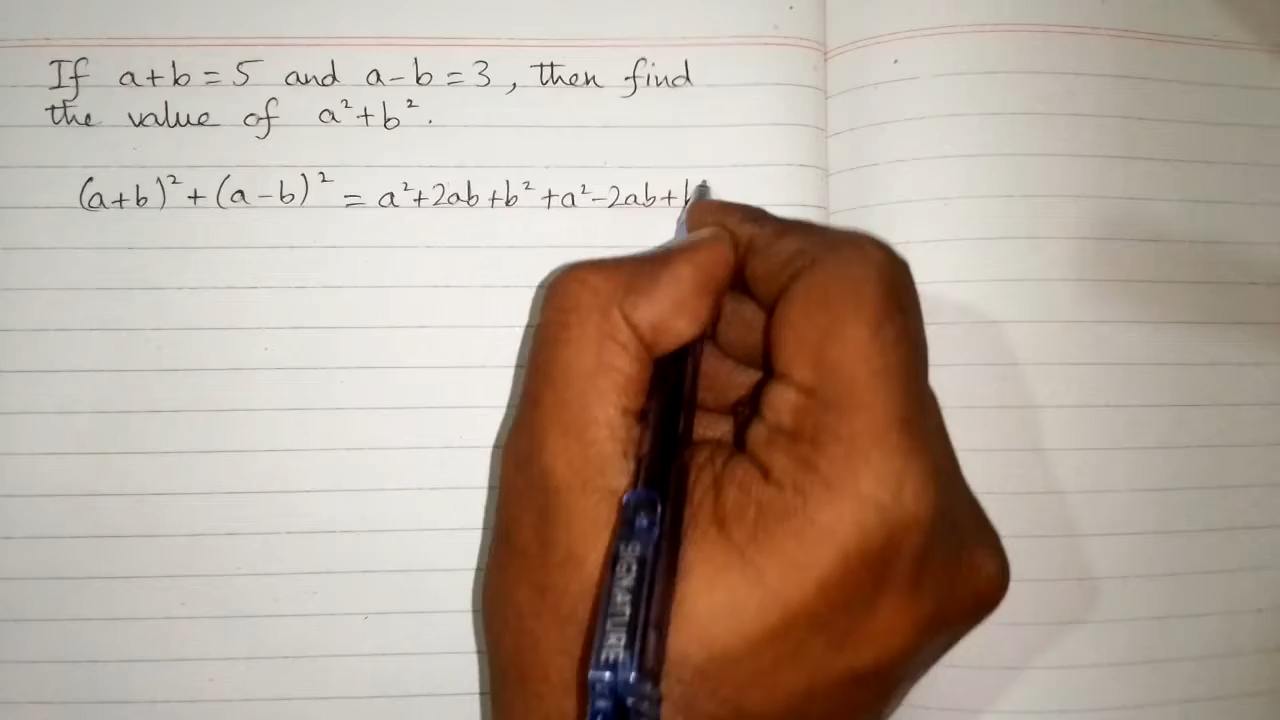 If a+b = 5 and a-b = 3, then find
the value of a²+b².
(a+b)²+(a-b)² = a²+2ab+b²+a²-2ab+b
SIGNATURE